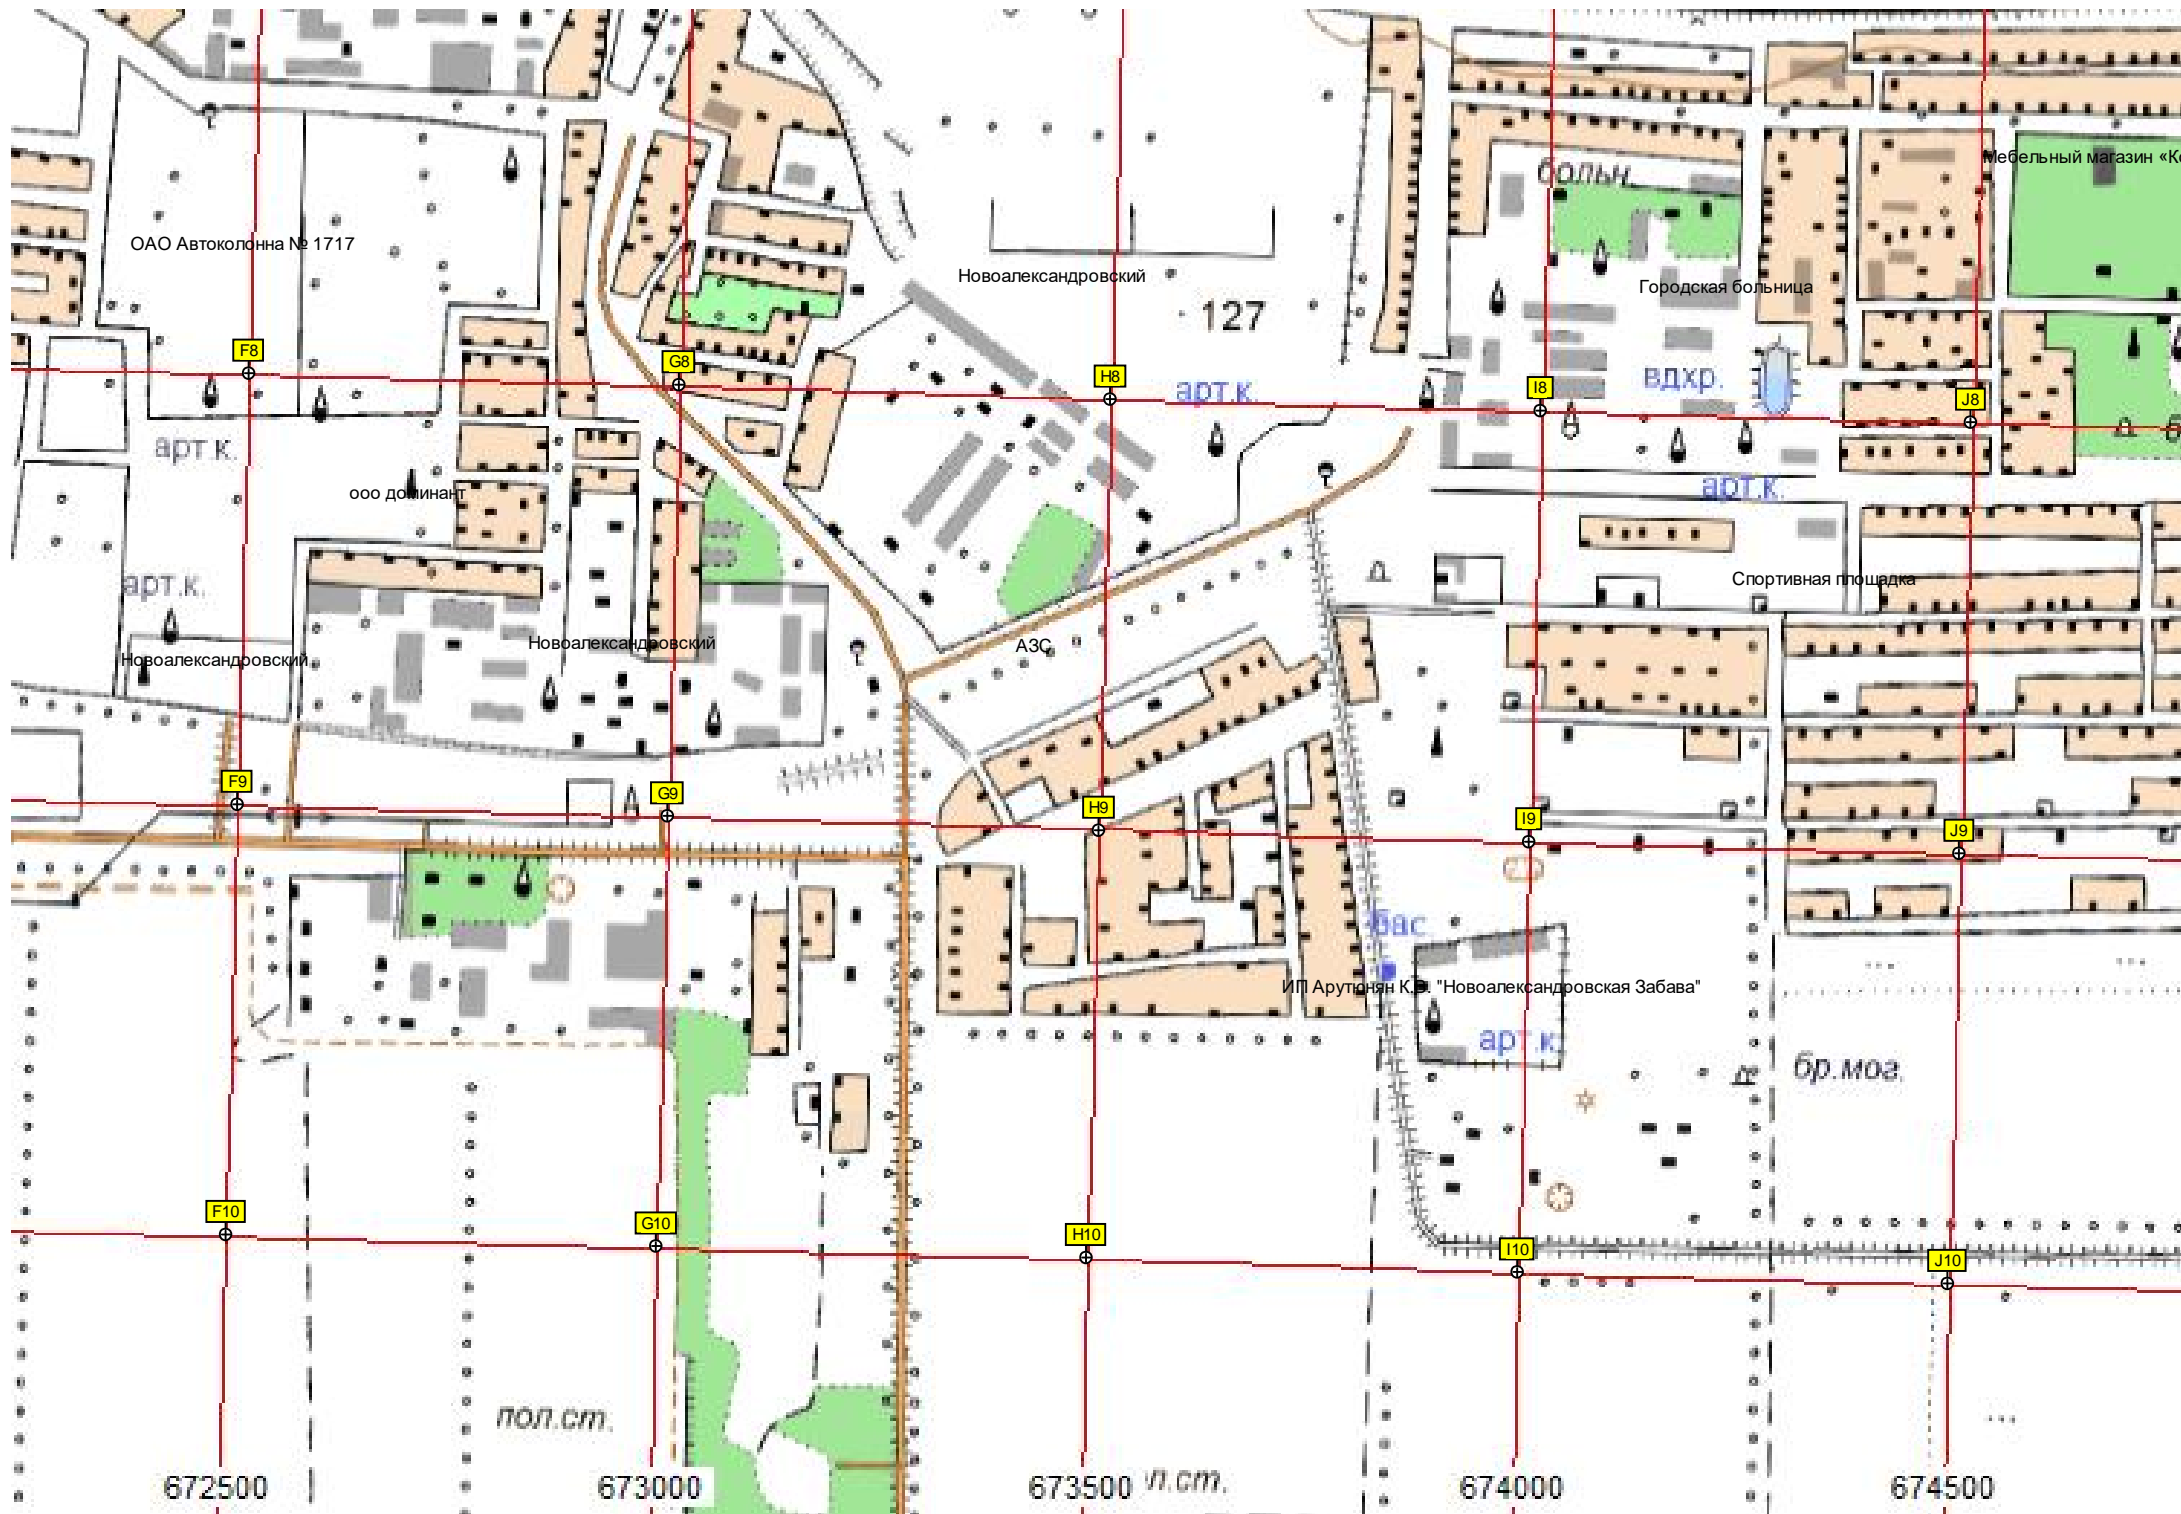 больн.
Мебельный магазин «К
ОАО Автоколонна № 1717
Новоалександровский
Городская больница
127
F8
G8
H8
I8
J8
арт.к.
вдхр.
арт.к.
ооо доминант
арт.к.
арт.к.
Спортивная площадка
Новоалександровский
АЗС
Новоалександровский
F9
G9
H9
I9
J9
бас.
ИП Арутюнян К.В. "Новоалександровская Забава"
арт.к.
бр.мог.
F10
G10
H10
I10
J10
пол.ст.
л.ст.
672500
673000
673500
674000
674500